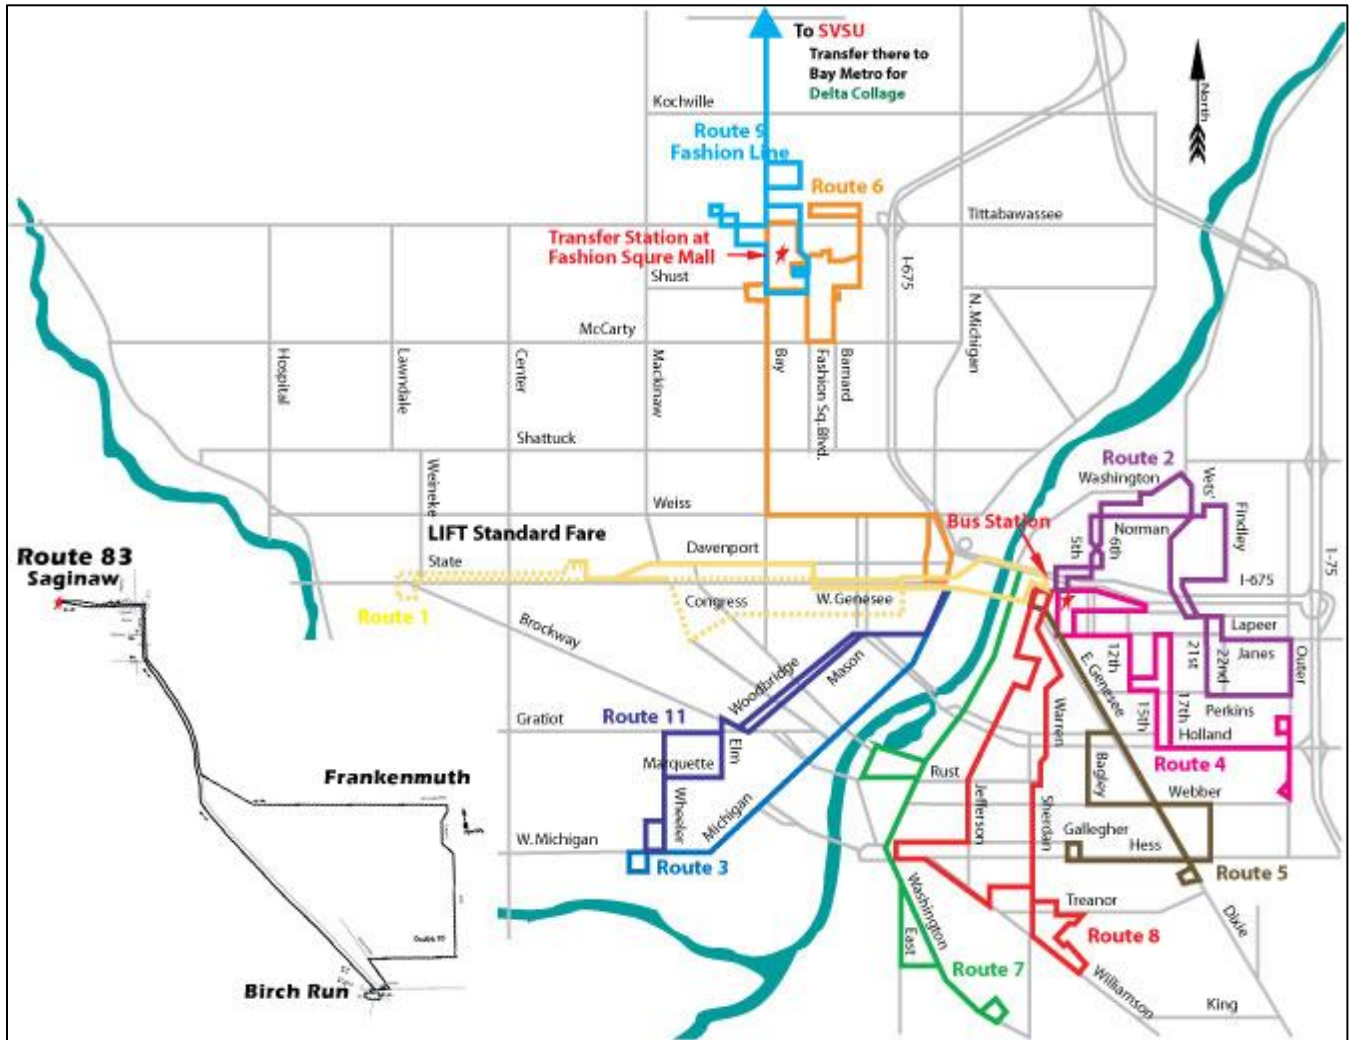 To SVSU
Transfer there to
Bay Metro for
Delta Collage
North
Kochville
Route 9
Fashion Line
Route 6
Tittabawassee
Transfer Station at
Fashion Squre Mall
Shust
I-675
N. Michigan
McCarty
Hospital
Lawndale
Center
Mackinaw
Bay
Fashion Sq. Blvd.
Barnard
Shattuck
Weineke
Route 2
Washington
Vets'
Findley
Weiss
Bus Station
Norman
5th
6th
LIFT Standard Fare
Davenport
State
I-75
I-675
Route 83
Saginaw
Congress
W. Genesee
Route 1
Brockway
Lapeer
Janes
Outer
12th
E. Genesee
21st
22nd
Woodbridge
Mason
15th
17th
Perkins
Gratiot
Route 11
Warren
Holland
Elm
Marquette
Route 4
Frankenmuth
Rust
Bagley
Webber
Wheeler
Michigan
Jefferson
Sherdain
Gallegher
Hess
W. Michigan
Route 3
Route 5
Washington
Treanor
Dixie
East
Route 8
Route 7
Birch Run
Williamson
King